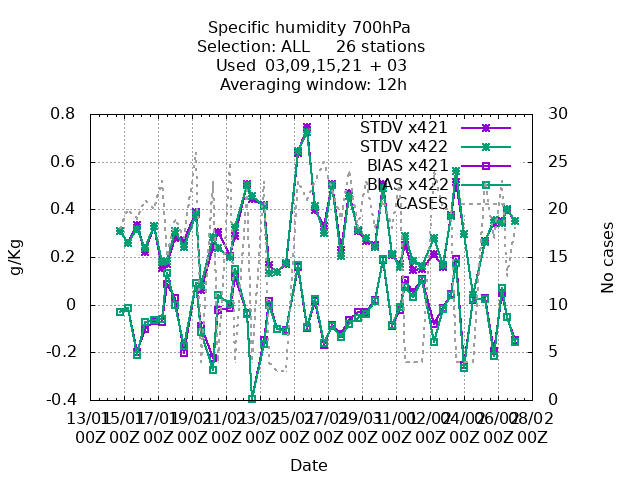 Specific humidity 700hPa
Selection: ALL 26 stations
Used 03,09,15,21 + 03
Averaging window: 12h
0.8 30
STDV x421
STDV x422
0.6 25
BIAS x421
BIAS x422
CASES
0.4 20
0.2 15
0 10
-0.2 5
-0.4 0
g/Kg
No cases
13/01 15/01 17/01 19/01 21/01 23/01 25/01 27/01 29/01 31/01 02/02 24/02 26/02 28/02
00Z 00Z 00Z 00Z 00Z 00Z 00Z 00Z 00Z 00Z 00Z 00Z 00Z 00Z
Date